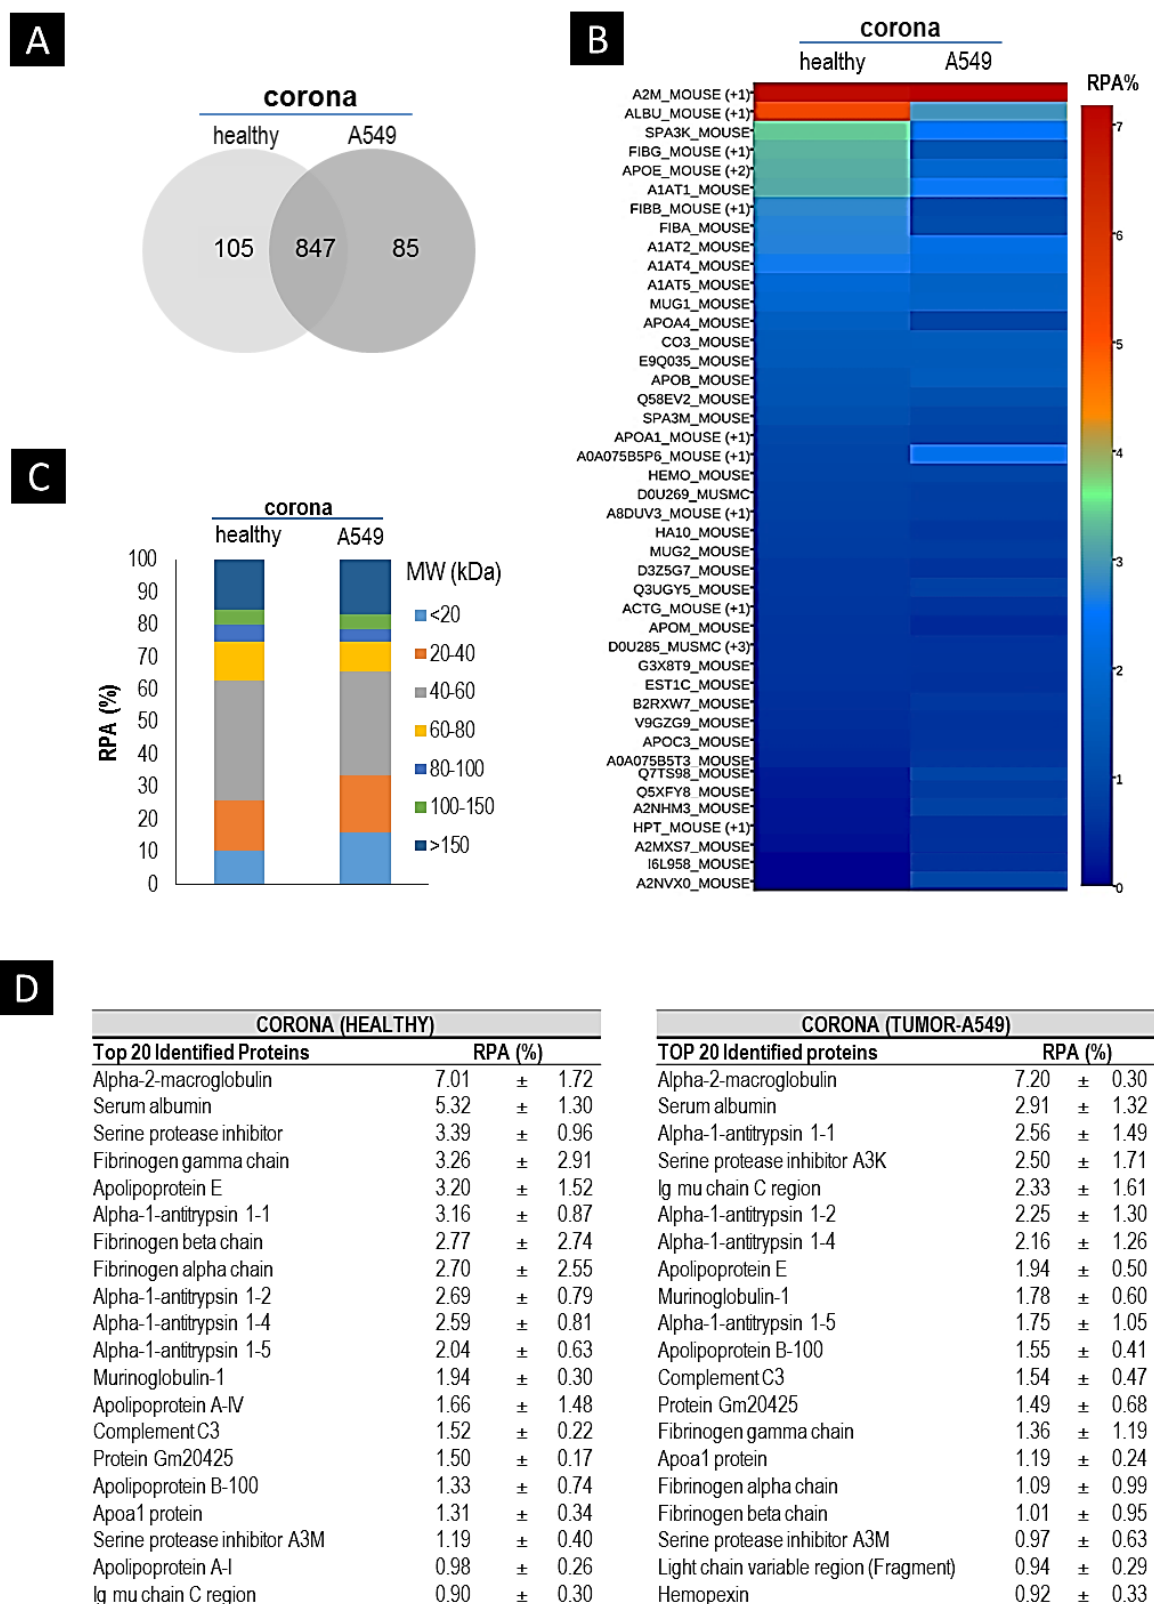 A
corona
healthy A549
105 847 85
B
corona
healthy A549
RPA%
A2M_MOUSE (+1)
ALBU_MOUSE (+1)
SPA3K_MOUSE
FIBG_MOUSE (+1)
APOE_MOUSE (+2)
A1AT1_MOUSE
FIBB_MOUSE (+1)
FIBA_MOUSE
A1AT2_MOUSE
A1AT4_MOUSE
A1AT5_MOUSE
MUG1_MOUSE
APOA4_MOUSE
CO3_MOUSE
E9Q035_MOUSE
APOB_MOUSE
Q58EV2_MOUSE
SPA3M_MOUSE
APOA1_MOUSE (+1)
A0A075B5P6_MOUSE (+1)
HEMO_MOUSE
D0U269_MUSMC
A8DUV3_MOUSE (+1)
HA10_MOUSE
MUG2_MOUSE
D3Z5G7_MOUSE
Q3UGY5_MOUSE
ACTG_MOUSE (+1)
APOM_MOUSE
D0U285_MUSMC (+3)
G3X8T9_MOUSE
EST1C_MOUSE
B2RXW7_MOUSE
V9GZG9_MOUSE
APOC3_MOUSE
A0A075B5T3_MOUSE
Q7TS98_MOUSE
Q5XFY8_MOUSE
A2NHM3_MOUSE
HPT_MOUSE (+1)
A2MXS7_MOUSE
I6L958_MOUSE
A2NVX0_MOUSE
7
6
5
4
3
2
1
0
C
corona
healthy A549
RPA (%)
100
90
80
70
60
50
40
30
20
10
0
MW (kDa)
<20
20-40
40-60
60-80
80-100
100-150
>150
D
CORONA (HEALTHY)
Top 20 Identified Proteins RPA (%)
Alpha-2-macroglobulin 7.01 ± 1.72
Serum albumin 5.32 ± 1.30
Serine protease inhibitor 3.39 ± 0.96
Fibrinogen gamma chain 3.26 ± 2.91
Apolipoprotein E 3.20 ± 1.52
Alpha-1-antitrypsin 1-1 3.16 ± 0.87
Fibrinogen beta chain 2.77 ± 2.74
Fibrinogen alpha chain 2.70 ± 2.55
Alpha-1-antitrypsin 1-2 2.69 ± 0.79
Alpha-1-antitrypsin 1-4 2.59 ± 0.81
Alpha-1-antitrypsin 1-5 2.04 ± 0.63
Murinoglobulin-1 1.94 ± 0.30
Apolipoprotein A-IV 1.66 ± 1.48
Complement C3 1.52 ± 0.22
Protein Gm20425 1.50 ± 0.17
Apolipoprotein B-100 1.33 ± 0.74
Apoa1 protein 1.31 ± 0.34
Serine protease inhibitor A3M 1.19 ± 0.40
Apolipoprotein A-I 0.98 ± 0.26
Ig mu chain C region 0.90 ± 0.30
CORONA (TUMOR-A549)
TOP 20 Identified proteins RPA (%)
Alpha-2-macroglobulin 7.20 ± 0.30
Serum albumin 2.91 ± 1.32
Alpha-1-antitrypsin 1-1 2.56 ± 1.49
Serine protease inhibitor A3K 2.50 ± 1.71
Ig mu chain C region 2.33 ± 1.61
Alpha-1-antitrypsin 1-2 2.25 ± 1.30
Alpha-1-antitrypsin 1-4 2.16 ± 1.26
Apolipoprotein E 1.94 ± 0.50
Murinoglobulin-1 1.78 ± 0.60
Alpha-1-antitrypsin 1-5 1.75 ± 1.05
Apolipoprotein B-100 1.55 ± 0.41
Complement C3 1.54 ± 0.47
Protein Gm20425 1.49 ± 0.68
Fibrinogen gamma chain 1.36 ± 1.19
Apoa1 protein 1.19 ± 0.24
Fibrinogen alpha chain 1.09 ± 0.99
Fibrinogen beta chain 1.01 ± 0.95
Serine protease inhibitor A3M 0.97 ± 0.63
Light chain variable region (Fragment) 0.94 ± 0.29
Hemopexin 0.92 ± 0.33